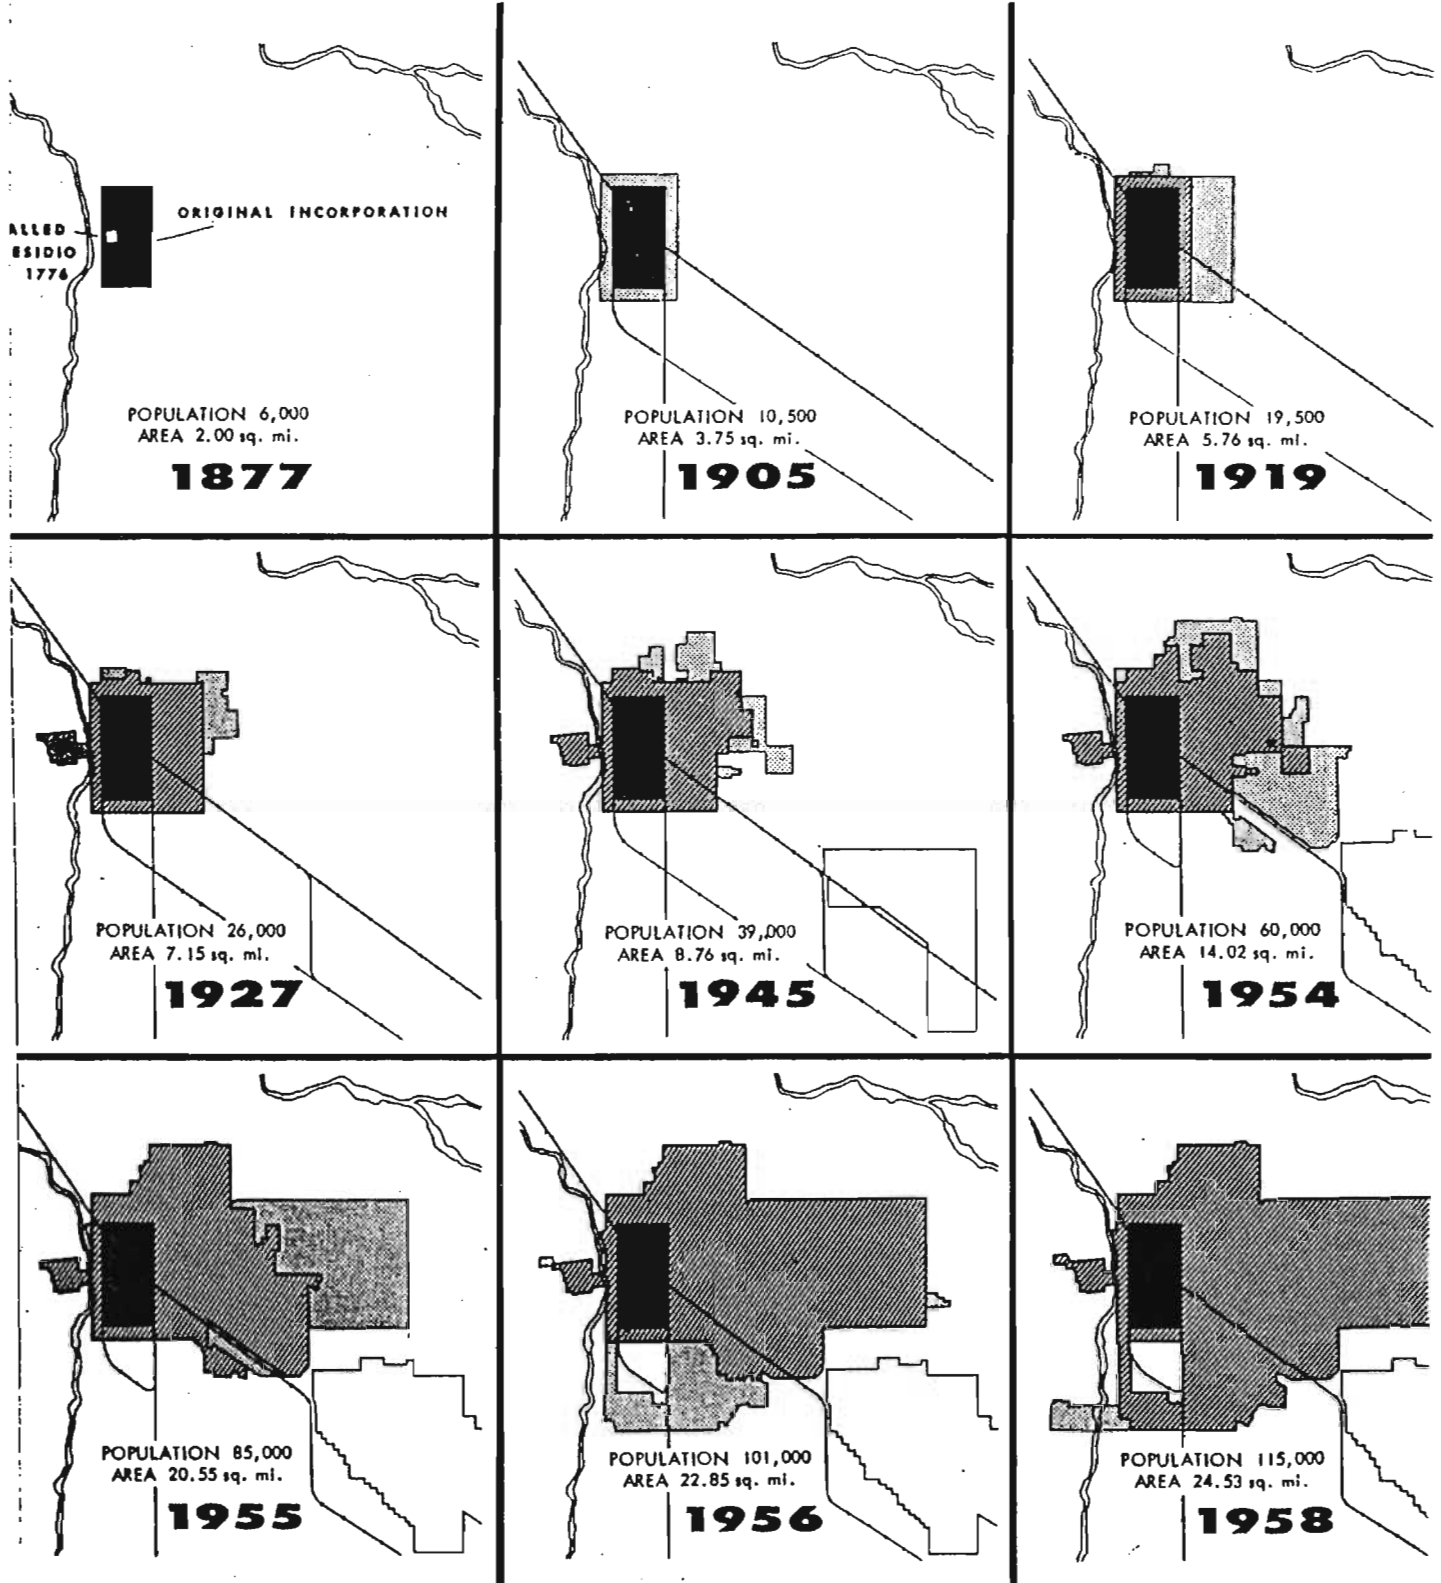 ORIGINAL INCORPORATION
ALLED
ESIDIO
1776
POPULATION 6,000
AREA 2.00 sq. mi.
1877
POPULATION 10,500
AREA 3.75 sq. mi.
1905
POPULATION 19,500
AREA 5.76 sq. mi.
1919
POPULATION 26,000
AREA 7.15 sq. mi.
1927
POPULATION 39,000
AREA 8.76 sq. mi.
1945
POPULATION 60,000
AREA 14.02 sq. mi.
1954
POPULATION 85,000
AREA 20.55 sq. mi.
1955
POPULATION 101,000
AREA 22.85 sq. mi.
1956
POPULATION 115,000
AREA 24.53 sq. mi.
1958